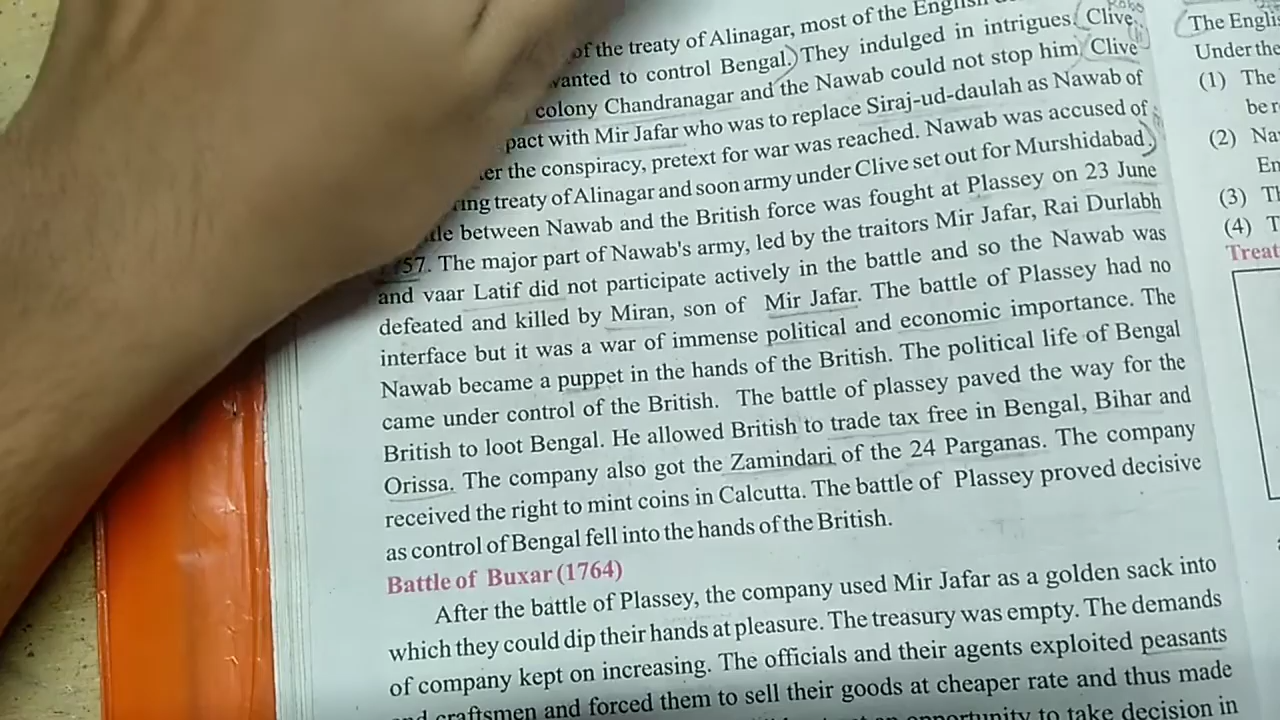 of the treaty of Alinagar, most of the English
wanted to control Bengal. They indulged in intrigues. Clive
colony Chandranagar and the Nawab could not stop him. Clive
pact with Mir Jafar who was to replace Siraj-ud-daulah as Nawab of
the conspiracy, pretext for war was reached. Nawab was accused of
treaty of Alinagar and soon army under Clive set out for Murshidabad
between Nawab and the British force was fought at Plassey on 23 June
57. The major part of Nawab's army, led by the traitors Mir Jafar, Rai Durlabh
and vaar Latif did not participate actively in the battle and so the Nawab was
defeated and killed by Miran, son of Mir Jafar. The battle of Plassey had no
interface but it was a war of immense political and economic importance. The
Nawab became a puppet in the hands of the British. The political life of Bengal
came under control of the British. The battle of plassey paved the way for the
British to loot Bengal. He allowed British to trade tax free in Bengal, Bihar and
Orissa. The company also got the Zamindari of the 24 Parganas. The company
received the right to mint coins in Calcutta. The battle of Plassey proved decisive
as control of Bengal fell into the hands of the British.
Battle of Buxar (1764)
After the battle of Plassey, the company used Mir Jafar as a golden sack into
which they could dip their hands at pleasure. The treasury was empty. The demands
of company kept on increasing. The officials and their agents exploited peasants
and craftsmen and forced them to sell their goods at cheaper rate and thus made
opportunity to take decision in
The
Under the
(1) The
be
(2) Na
En
(3)
(4)
Treat